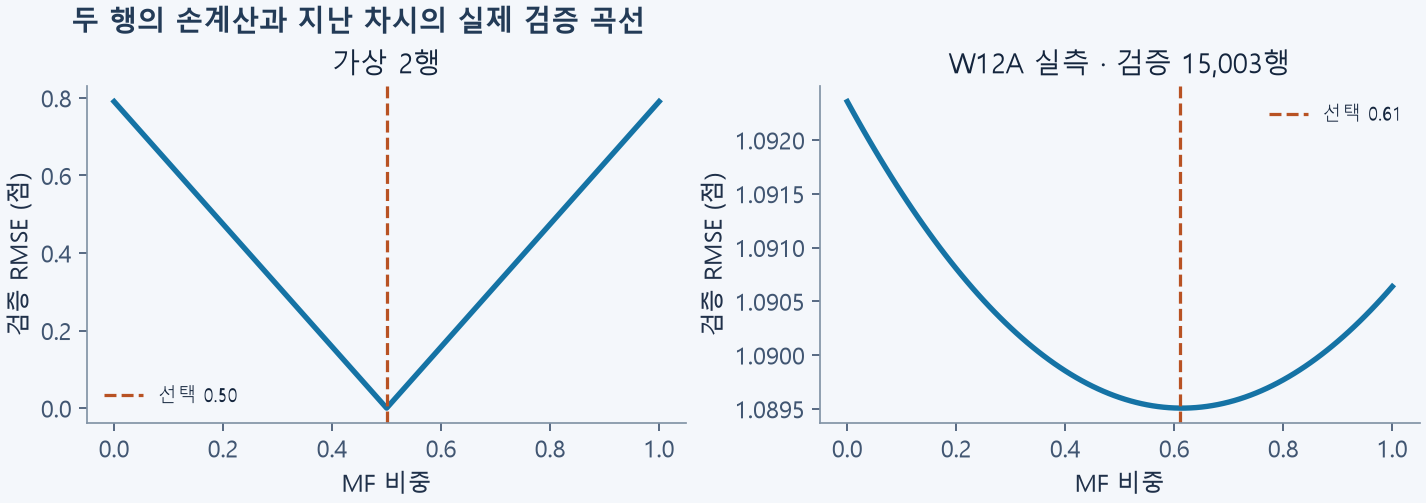 두 행의 손계산과 지난 차시의 실제 검증 곡선
가상 2행
검증 RMSE (점)
0.8
0.6
0.4
0.2
0.0
선택 0.50
0.0 0.2 0.4 0.6 0.8 1.0
MF 비중
W12A 실측 · 검증 15,003행
검증 RMSE (점)
1.0920
1.0915
1.0910
1.0905
1.0900
1.0895
선택 0.61
0.0 0.2 0.4 0.6 0.8 1.0
MF 비중